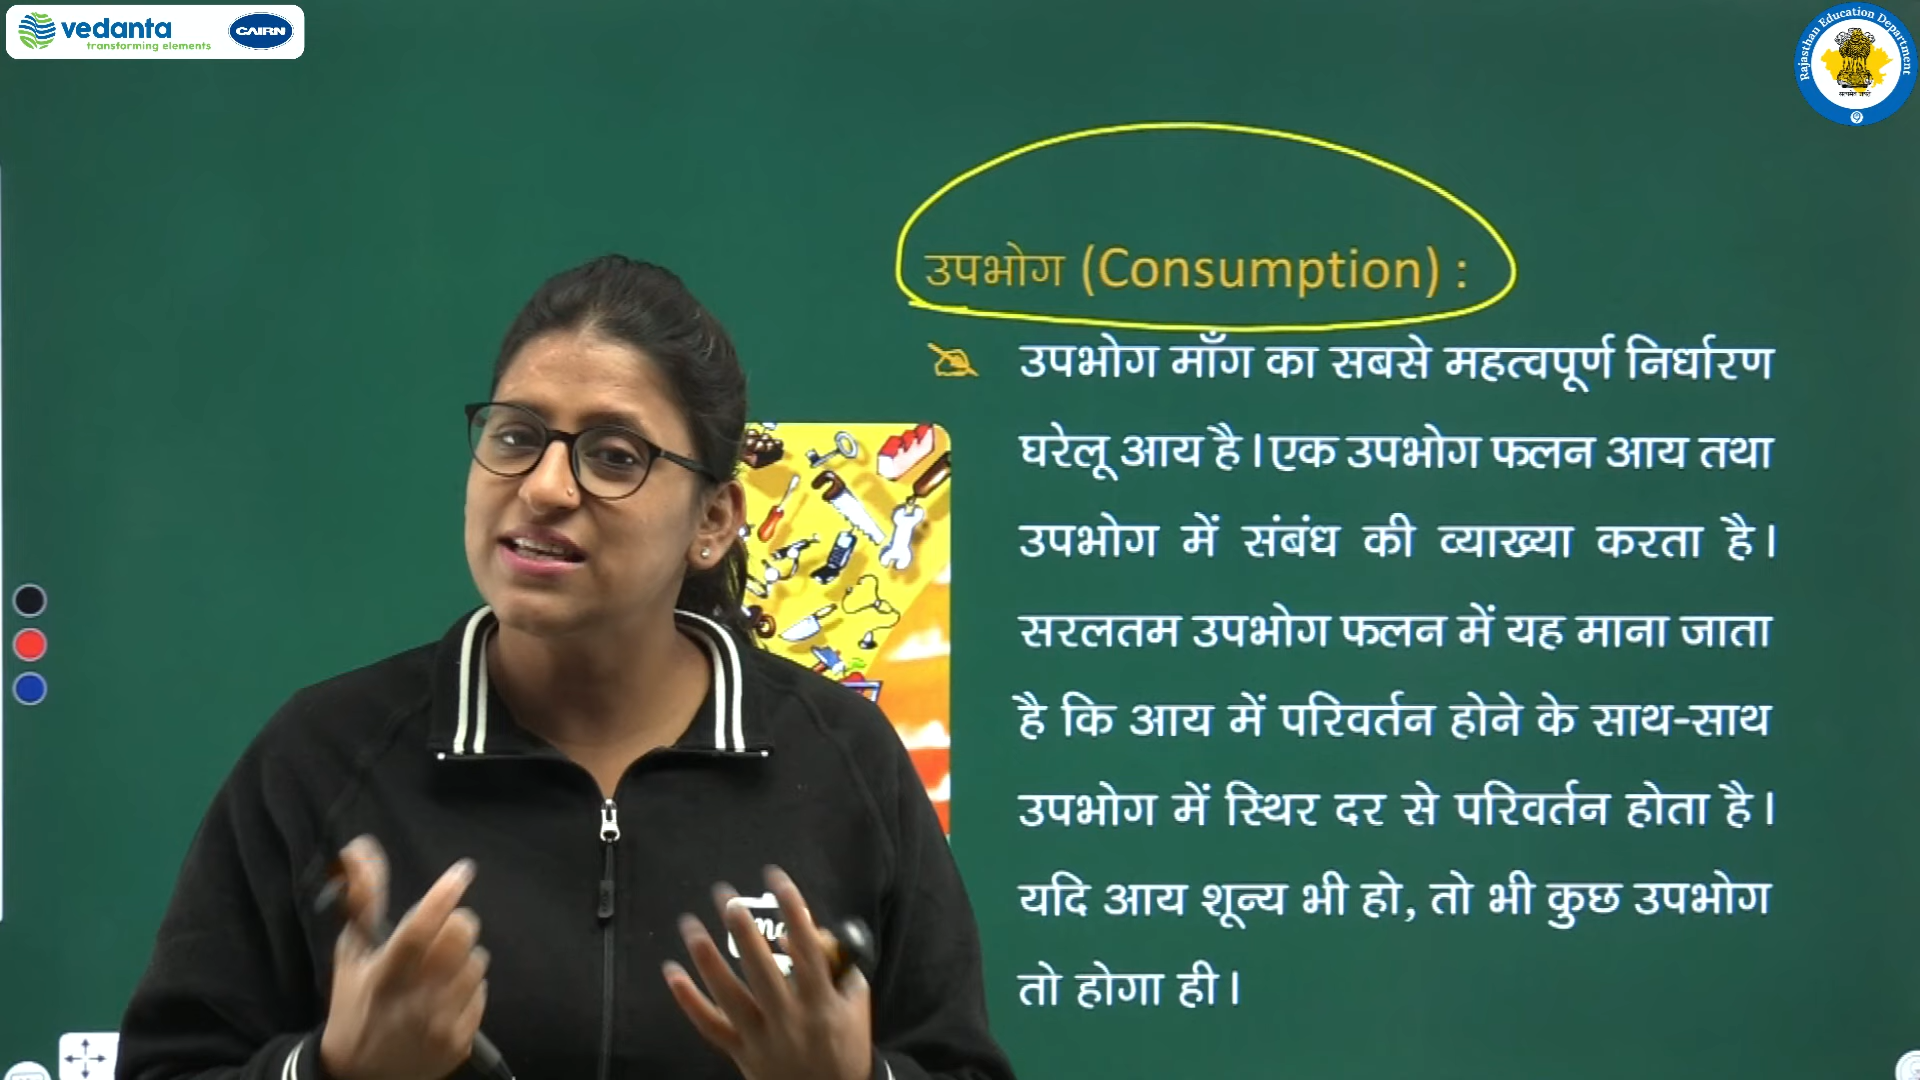 vedanta
transforming elements
CAIRN
Rajasthan Education Department
उपभोग (Consumption) :
उपभोग माँग का सबसे महत्वपूर्ण निर्धारण
घरेलू आय है। एक उपभोग फलन आय तथा
उपभोग में संबंध की व्याख्या करता है।
सरलतम उपभोग फलन में यह माना जाता
है कि आय में परिवर्तन होने के साथ-साथ
उपभोग में स्थिर दर से परिवर्तन होता है।
यदि आय शून्य भी हो, तो भी कुछ उपभोग
तो होगा ही।